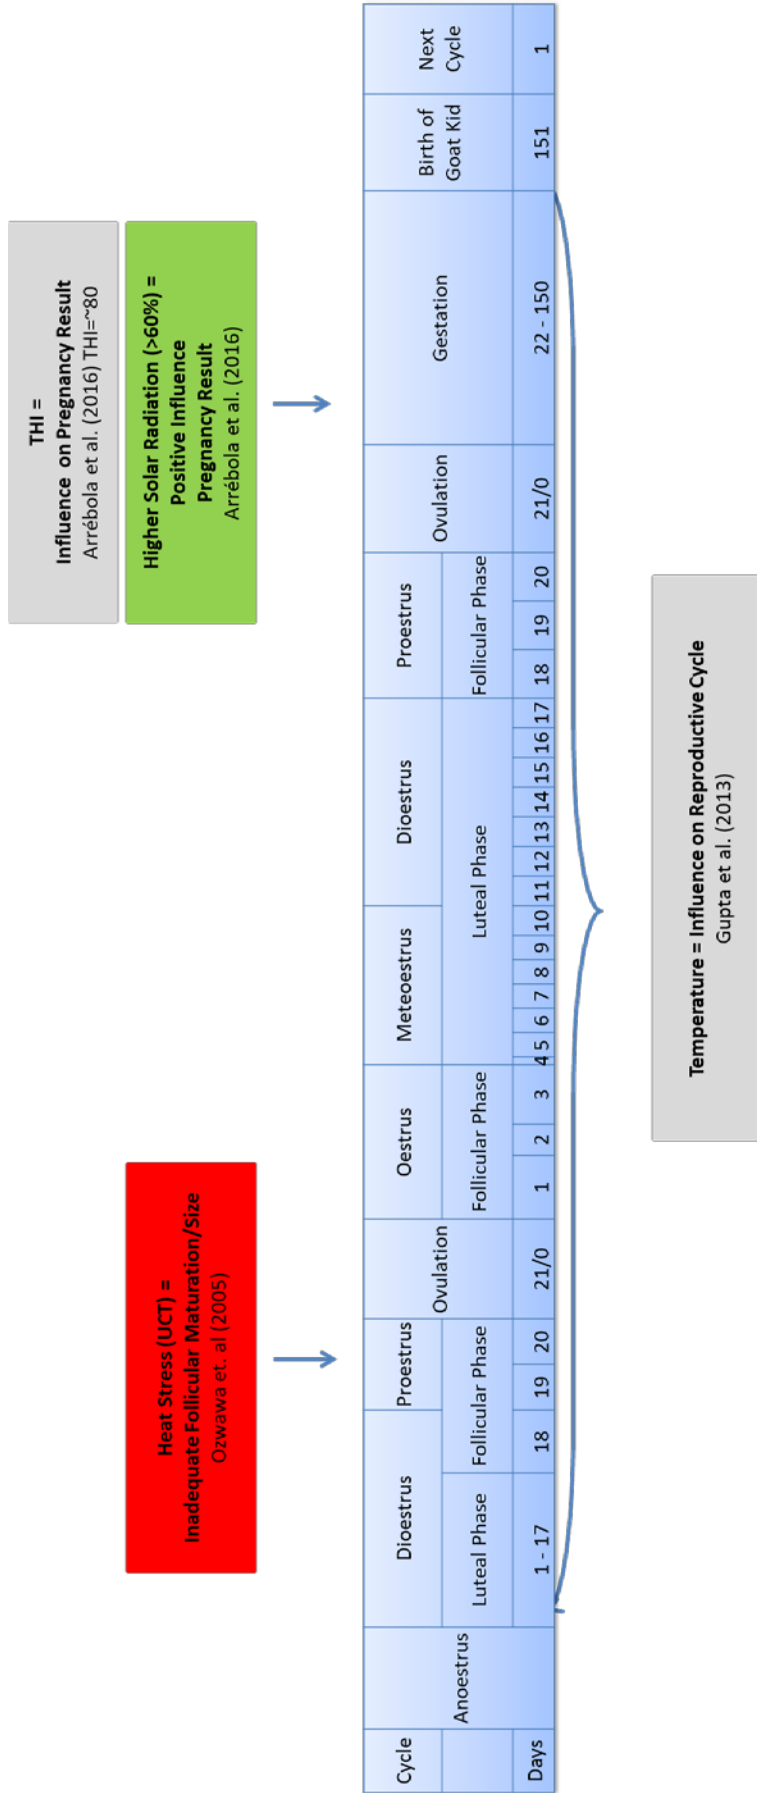 THI =
Influence on Pregnancy Result
Arrébola et al. (2016) THI=~80
Heat Stress (UCT) =
Inadequate Follicular Maturation/Size
Ozwawa et. al (2005)
Higher Solar Radiation (>60%) =
Positive Influence
Pregnancy Result
Arrébola et al. (2016)
Cycle
Anoestrus
Dioestrus
Proestrus
Ovulation
Oestrus
Meteoestrus
Dioestrus
Proestrus
Ovulation
Gestation
Birth of
Goat Kid
Next
Cycle
Luteal Phase
Follicular Phase
Follicular Phase
Luteal Phase
Follicular Phase
Days
1 - 17
18
19
20
21/0
1
2
3
4
5
6
7
8
9
10
11
12
13
14
15
16
17
18
19
20
21/0
22 - 150
151
1
Temperature = Influence on Reproductive Cycle
Gupta et al. (2013)